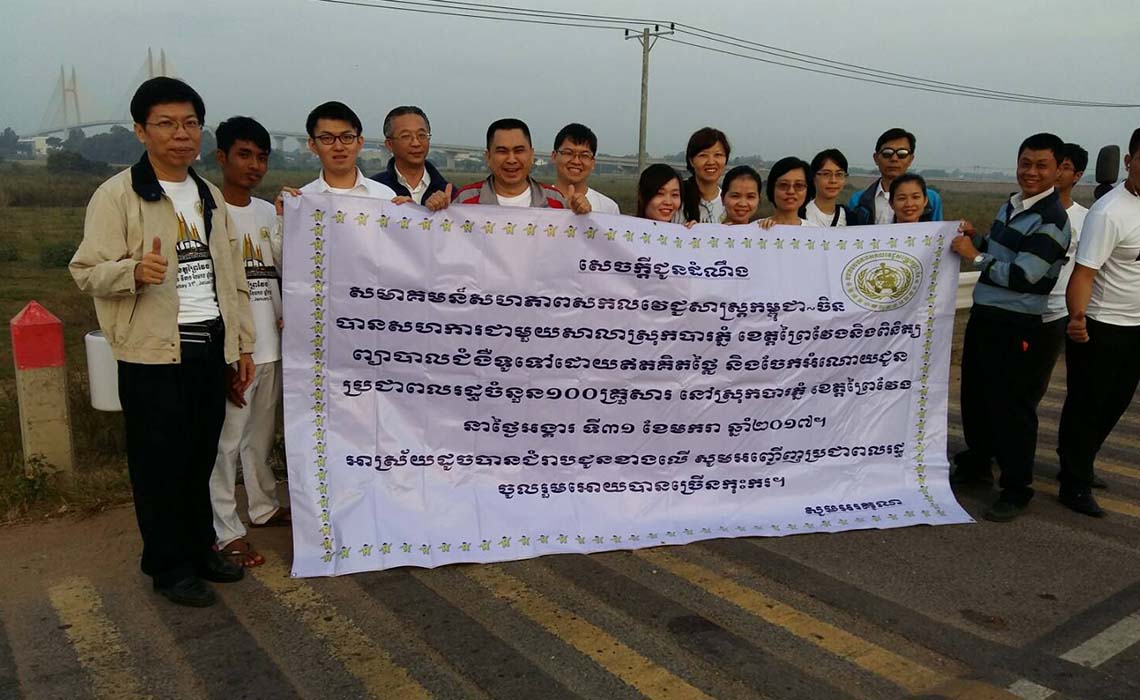 សេចក្តីជូនដំណឹង
សមាគមន៍សហភាពសកលវេជ្ជសាស្ត្រកម្ពុជា~ចិន
បានសហការជាមួយសាលាស្រុកបារភ្នំ ខេត្តព្រៃវែងនិងពិនិត្យ
ព្យាបាលជំងឺទូទៅដោយឥតគិតថ្លៃ និងចែកអំណោយជូន
ប្រជាពលរដ្ឋចំនួន១០០គ្រួសារ នៅស្រុកបារភ្នំ ខេត្តព្រៃវែង
នាថ្ងៃអង្គារ ទី៣១ ខែមករា ឆ្នាំ២០១៧។
អាស្រ័យដូចបានជំរាបជូនខាងលើ សូមអញ្ជើញប្រជាពលរដ្ឋ
ចូលរួមអោយបានច្រើនកុះករ។
សូមអរគុណ